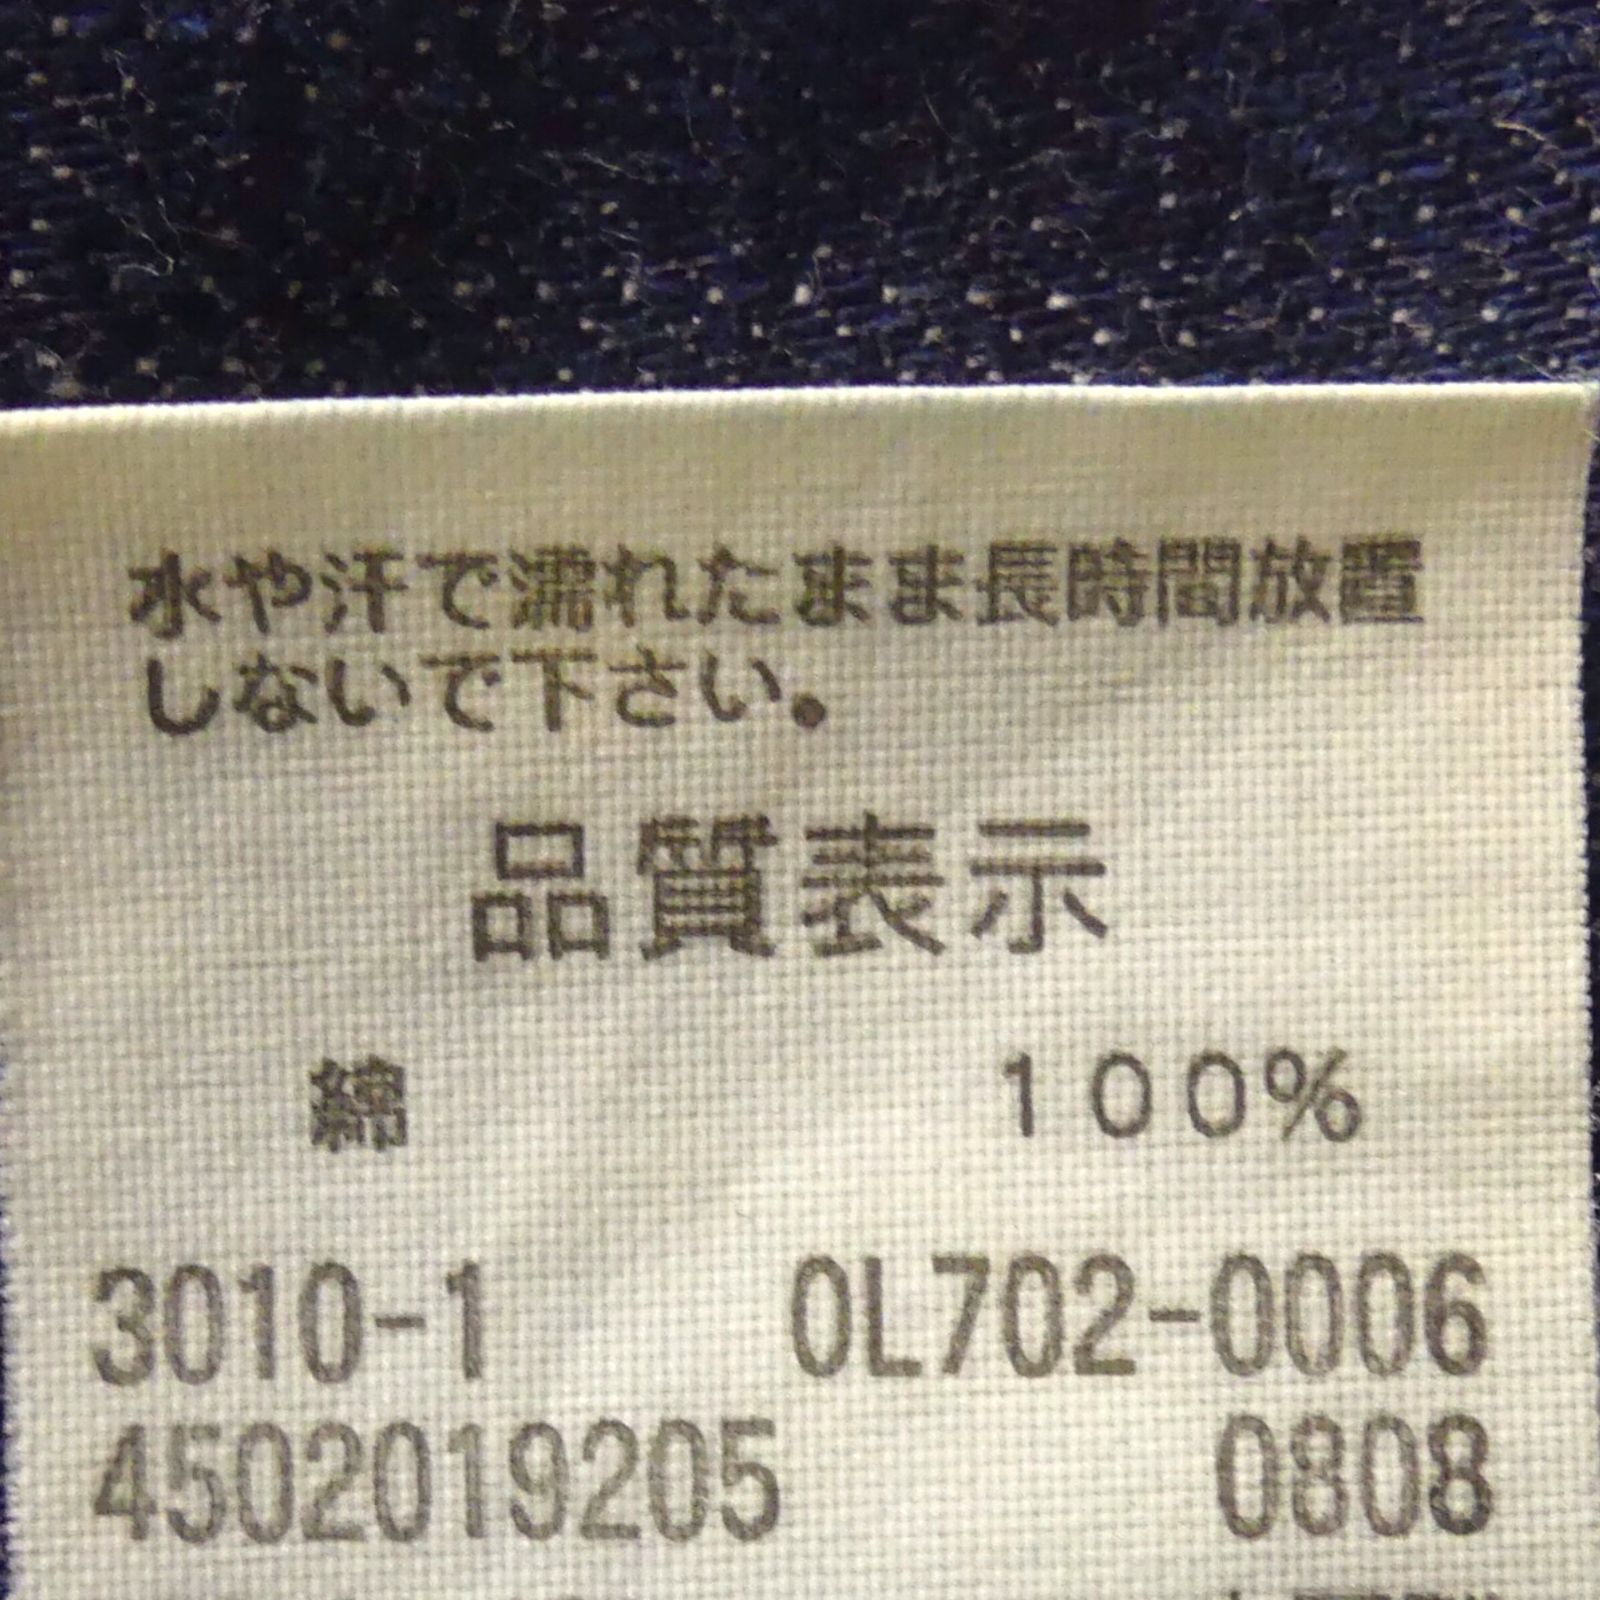 水や汗で濡れたまま長時間放置
しないで下さい。
品質表示
綿 100%
3010-1 0L702-0006
4502019205 0808